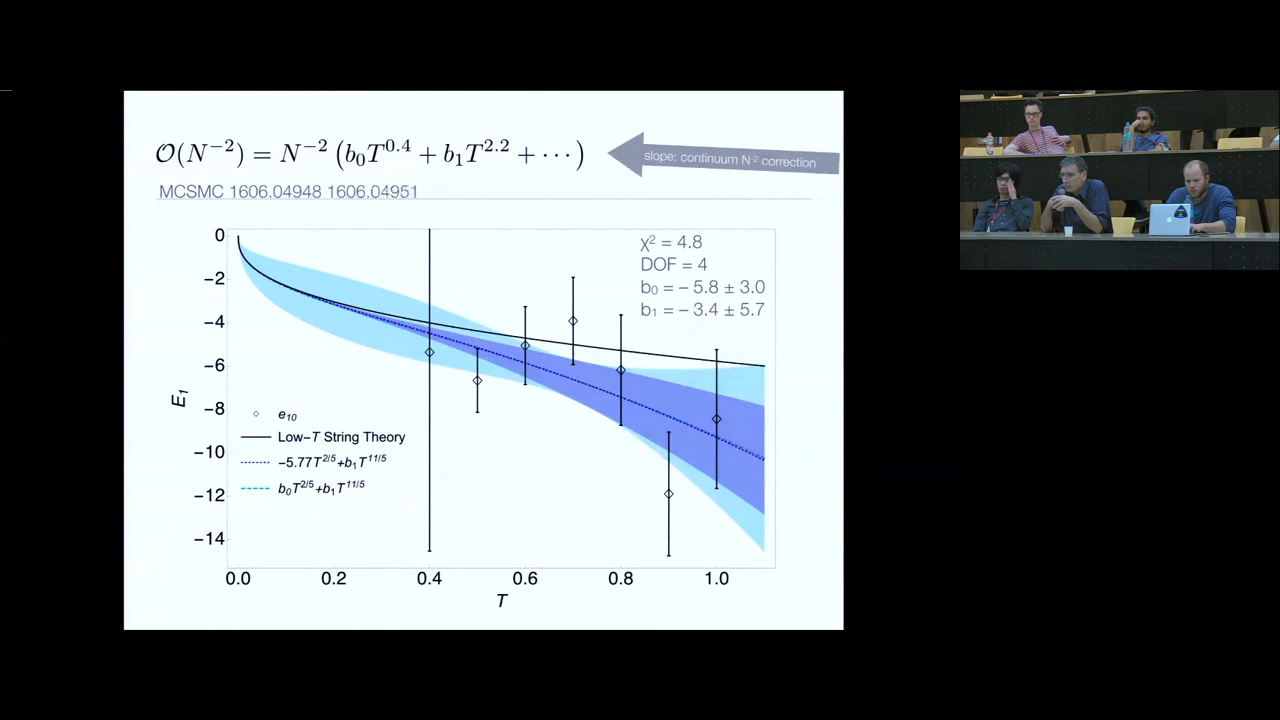 O(N⁻²) = N⁻² (b₀T^0.4 + b₁T^2.2 + ⋯)
slope: continuum N⁻² correction
MCSMC 1606.04948 1606.04951
χ² = 4.8
DOF = 4
b₀ = − 5.8 ± 3.0
b₁ = − 3.4 ± 5.7
0
−2
−4
−6
−8
−10
−12
−14
E₁
e₁₀
Low−T String Theory
−5.77T^2/5+b₁T^11/5
b₀T^2/5+b₁T^11/5
0.0 0.2 0.4 0.6 0.8 1.0
T